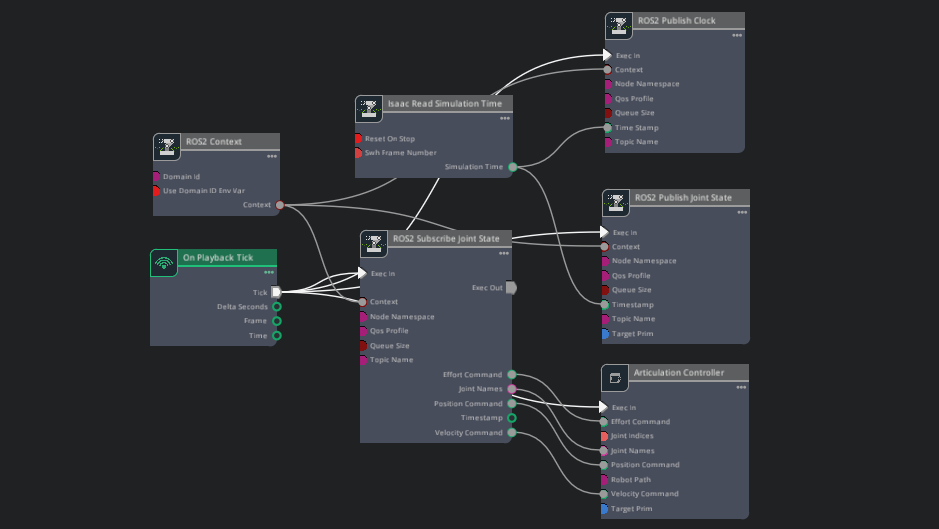 ROS2 Publish Clock
Exec In
Context
Node Namespace
Qos Profile
Queue Size
Time Stamp
Topic Name
Isaac Read Simulation Time
Reset On Stop
Swh Frame Number
Simulation Time
ROS2 Context
Domain Id
Use Domain ID Env Var
Context
ROS2 Publish Joint State
Exec In
Context
Node Namespace
Qos Profile
Queue Size
Timestamp
Topic Name
Target Prim
ROS2 Subscribe Joint State
Exec In
Exec Out
Context
Node Namespace
Qos Profile
Queue Size
Topic Name
Effort Command
Joint Names
Position Command
Timestamp
Velocity Command
On Playback Tick
Tick
Delta Seconds
Frame
Time
Articulation Controller
Exec In
Effort Command
Joint Indices
Joint Names
Position Command
Robot Path
Velocity Command
Target Prim